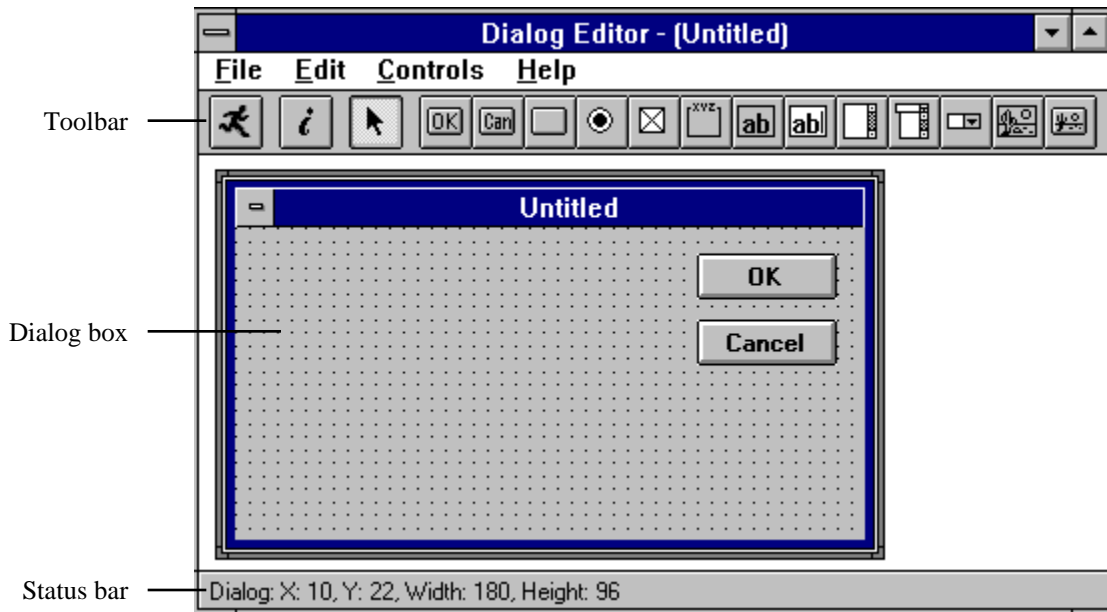 Dialog Editor - (Untitled)
File Edit Controls Help
Toolbar
i OK Can XYZ ab ab
Untitled
OK
Dialog box
Cancel
Status bar
Dialog: X: 10, Y: 22, Width: 180, Height: 96